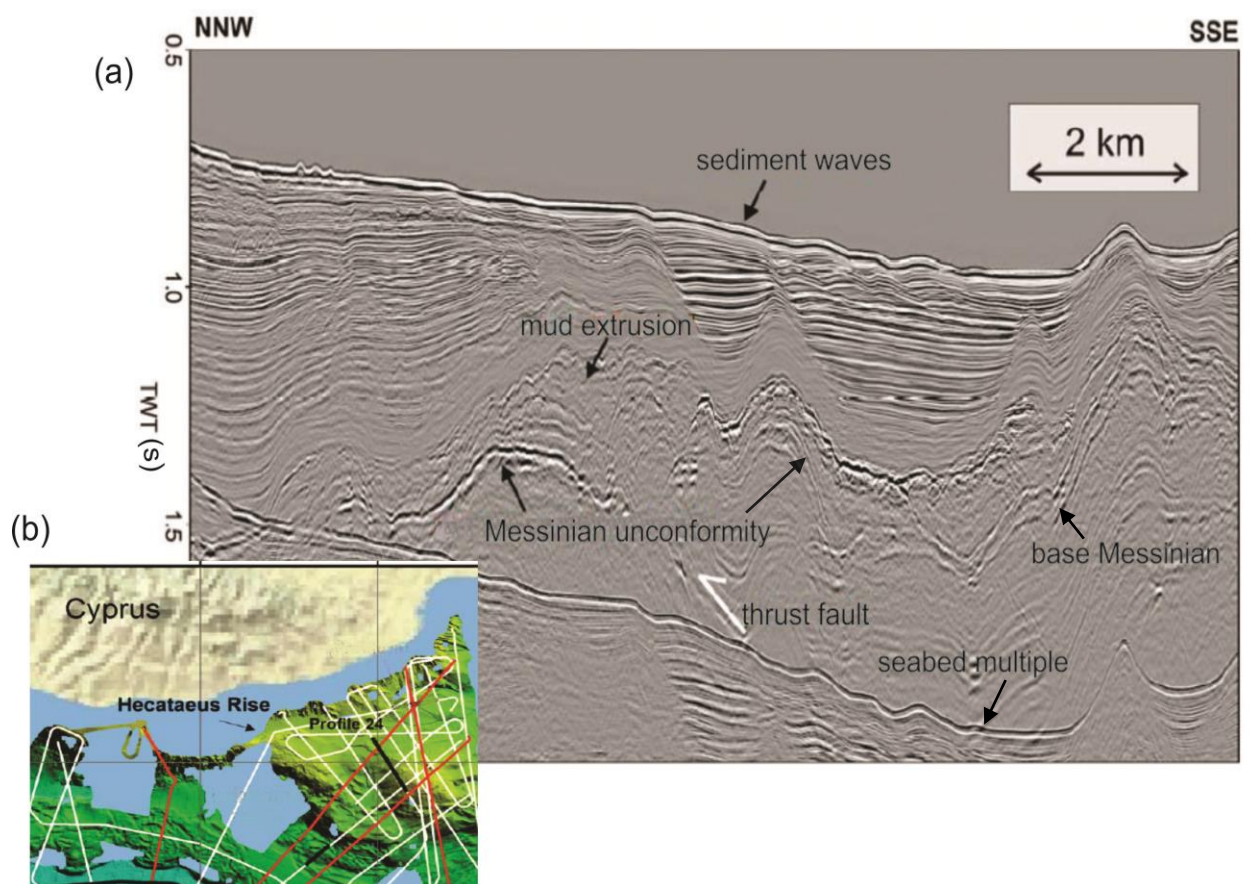 NNW
SSE
(a)
0.5
2 km
sediment waves
1.0
mud extrusion
TWT (s)
Messinian unconformity
base Messinian
1.5
thrust fault
seabed multiple
(b)
Cyprus
Hecataeus Rise
Profile 24